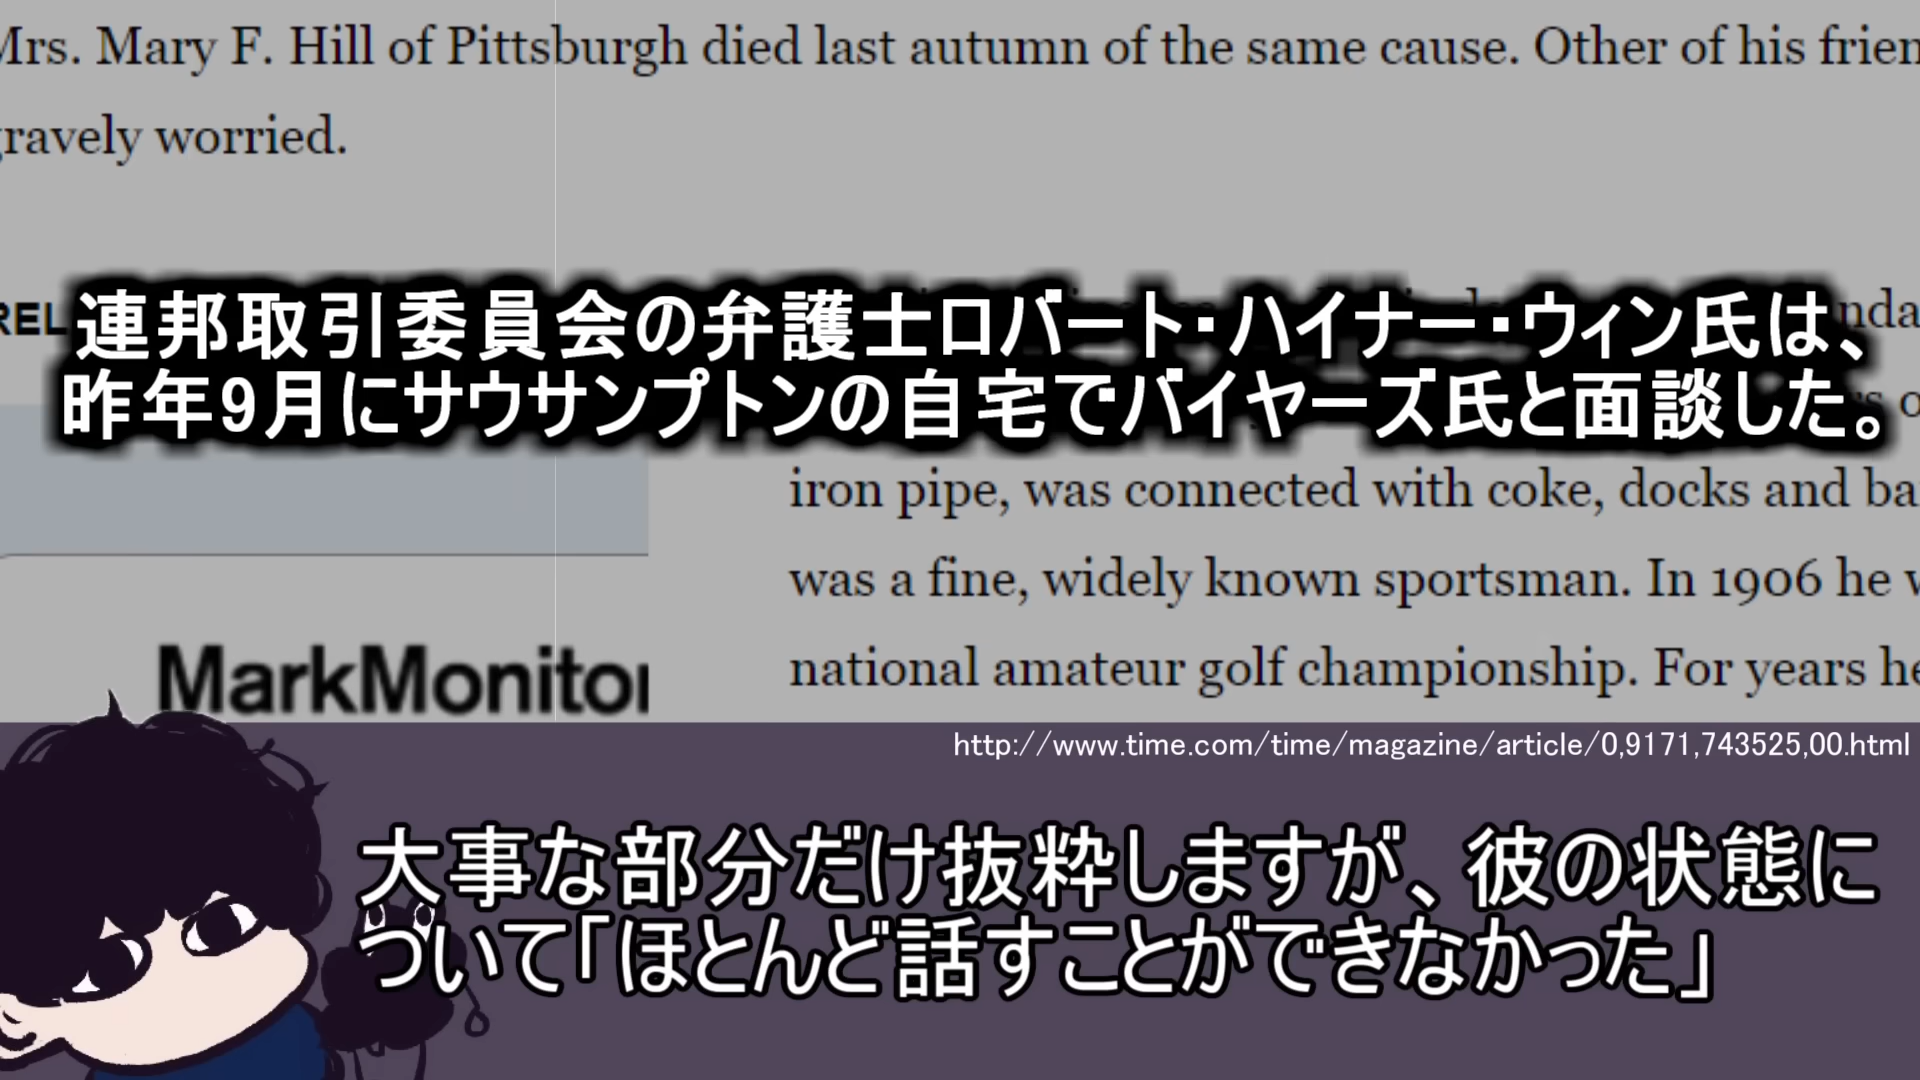 Mrs. Mary F. Hill of Pittsburgh died last autumn of the same cause. Other of his
gravely worried.
連邦取引委員会の弁護士ロバート・ハイナー・ウィン氏は、
昨年9月にサウサンプトンの自宅でバイヤーズ氏と面談した。
iron pipe, was connected with coke, docks and
was a fine, widely known sportsman. In 1906 he
national amateur golf championship. For years he
MarkMonitor
http://www.time.com/time/magazine/article/0,9171,743525,00.html
大事な部分だけ抜粋しますが、彼の状態に
ついて「ほとんど話すことができなかった」